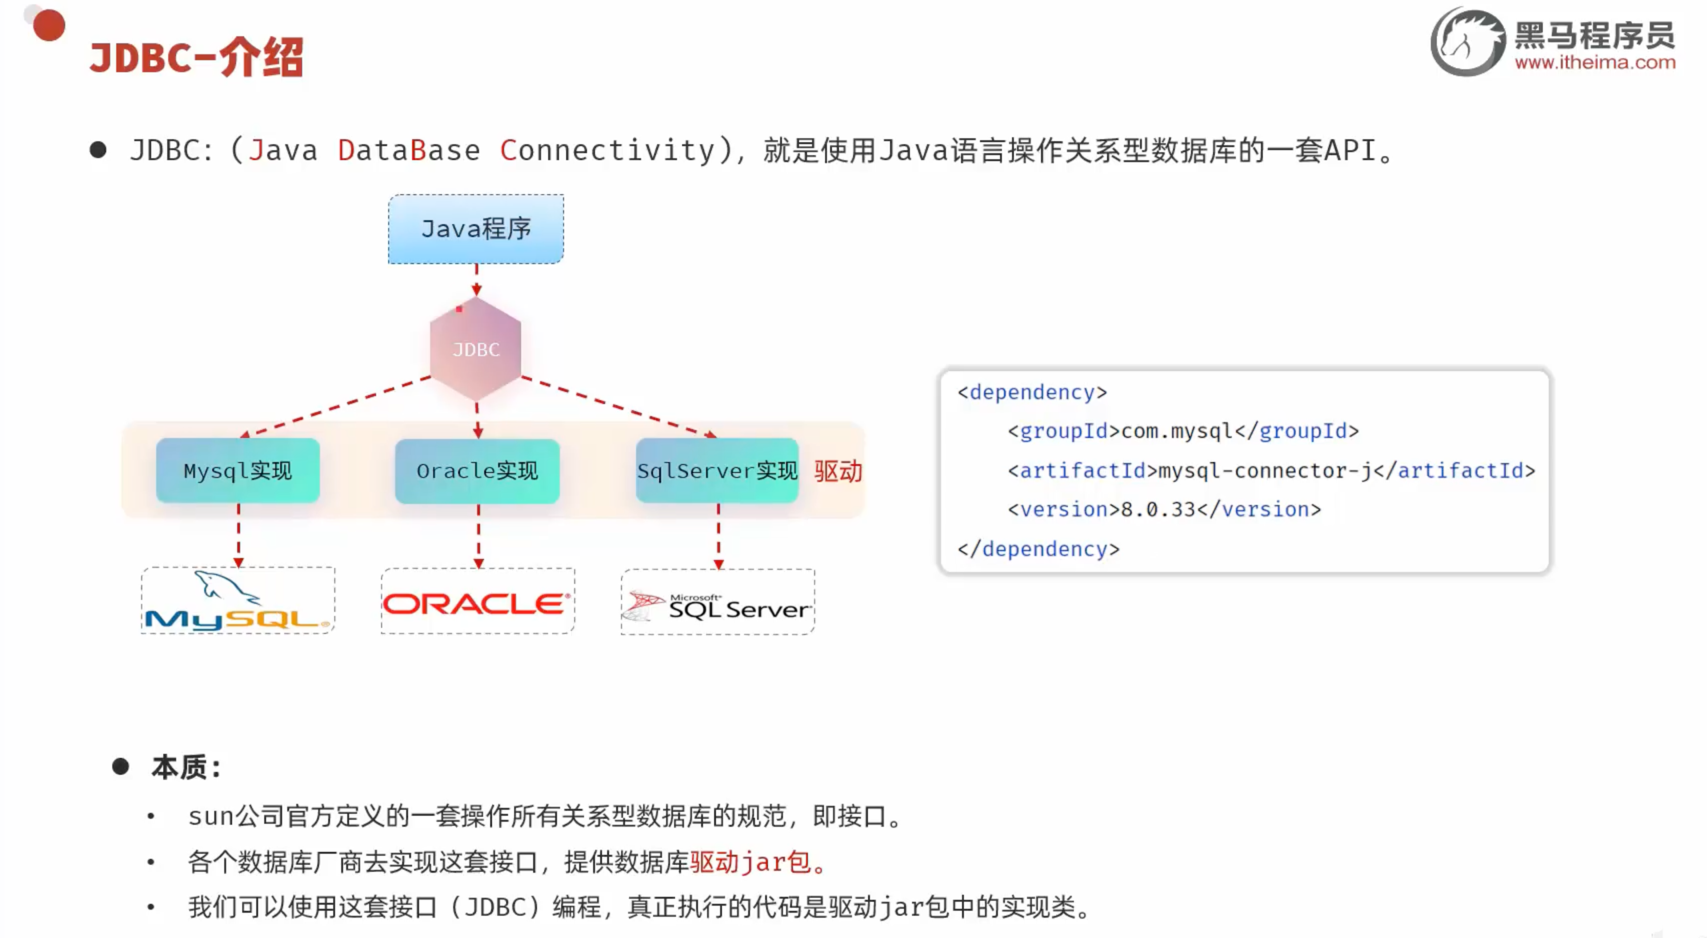 JDBC-介绍
黑马程序员
www.itheima.com
JDBC:（Java DataBase Connectivity），就是使用Java语言操作关系型数据库的一套API。
Java程序
JDBC
Mysql实现
Oracle实现
SqlServer实现
驱动
MySQL®
ORACLE®
Microsoft®
SQL Server
<dependency>
<groupId>com.mysql</groupId>
<artifactId>mysql-connector-j</artifactId>
<version>8.0.33</version>
</dependency>
本质：
sun公司官方定义的一套操作所有关系型数据库的规范，即接口。
各个数据库厂商去实现这套接口，提供数据库驱动jar包。
我们可以使用这套接口（JDBC）编程，真正执行的代码是驱动jar包中的实现类。